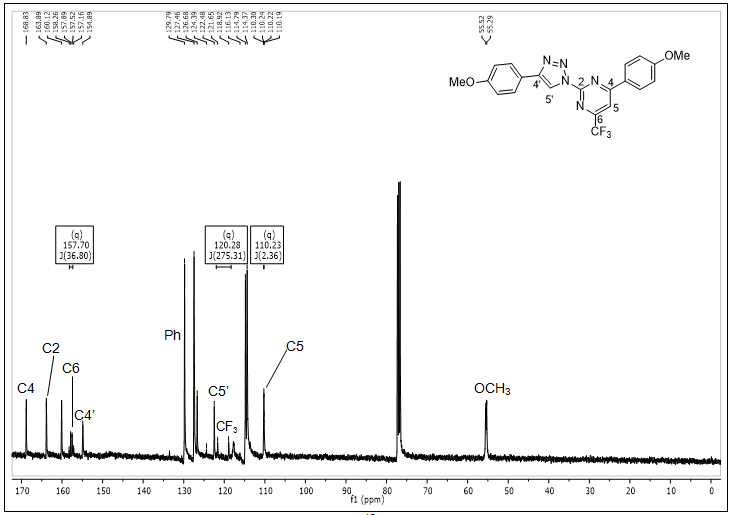 168.83
163.89
160.12
158.26
157.89
157.52
157.16
154.89
129.79
127.46
126.68
124.39
122.48
121.65
118.92
116.13
114.79
114.37
110.30
110.24
110.22
110.19
55.52
55.29
OMe
N
N
N
N
N
2
4
4'
5'
5
6
MeO
CF3
(q)
157.70
J(36.80)
(q)
120.28
J(275.31)
(q)
110.23
J(2.36)
Ph
C2
C6
C5
C4
C4'
C5'
CF3
OCH3
170 160 150 140 130 120 110 100 90 80 70 60 50 40 30 20 10 0
f1 (ppm)